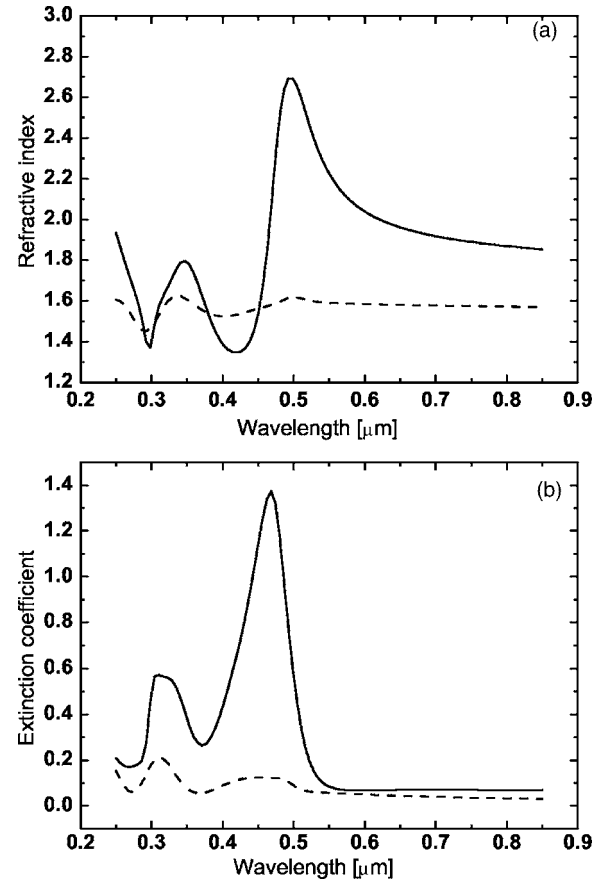 (a)
3.0
2.8
2.6
2.4
2.2
2.0
1.8
1.6
1.4
1.2
Refractive index
0.2 0.3 0.4 0.5 0.6 0.7 0.8 0.9
Wavelength [μm]
(b)
1.4
1.2
1.0
0.8
0.6
0.4
0.2
0.0
Extinction coefficient
0.2 0.3 0.4 0.5 0.6 0.7 0.8 0.9
Wavelength [μm]